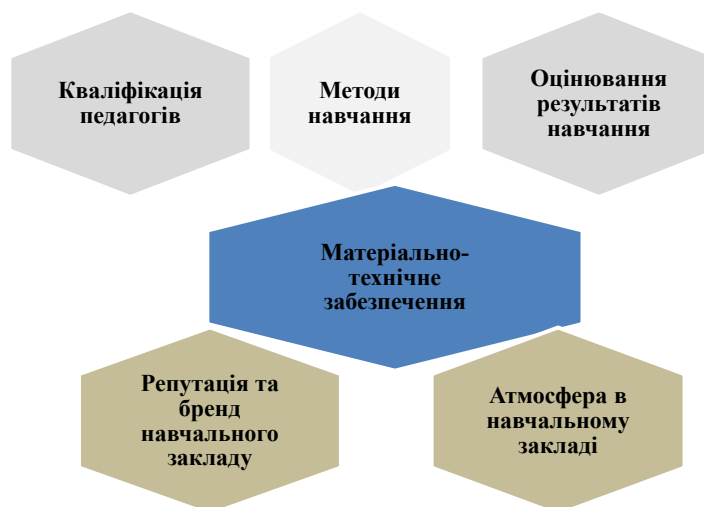 Кваліфікація
педагогів
Методи
навчання
Оцінювання
результатів
навчання
Матеріально-
технічне
забезпечення
Репутація та
бренд
навчального
закладу
Атмосфера в
навчальному
закладі